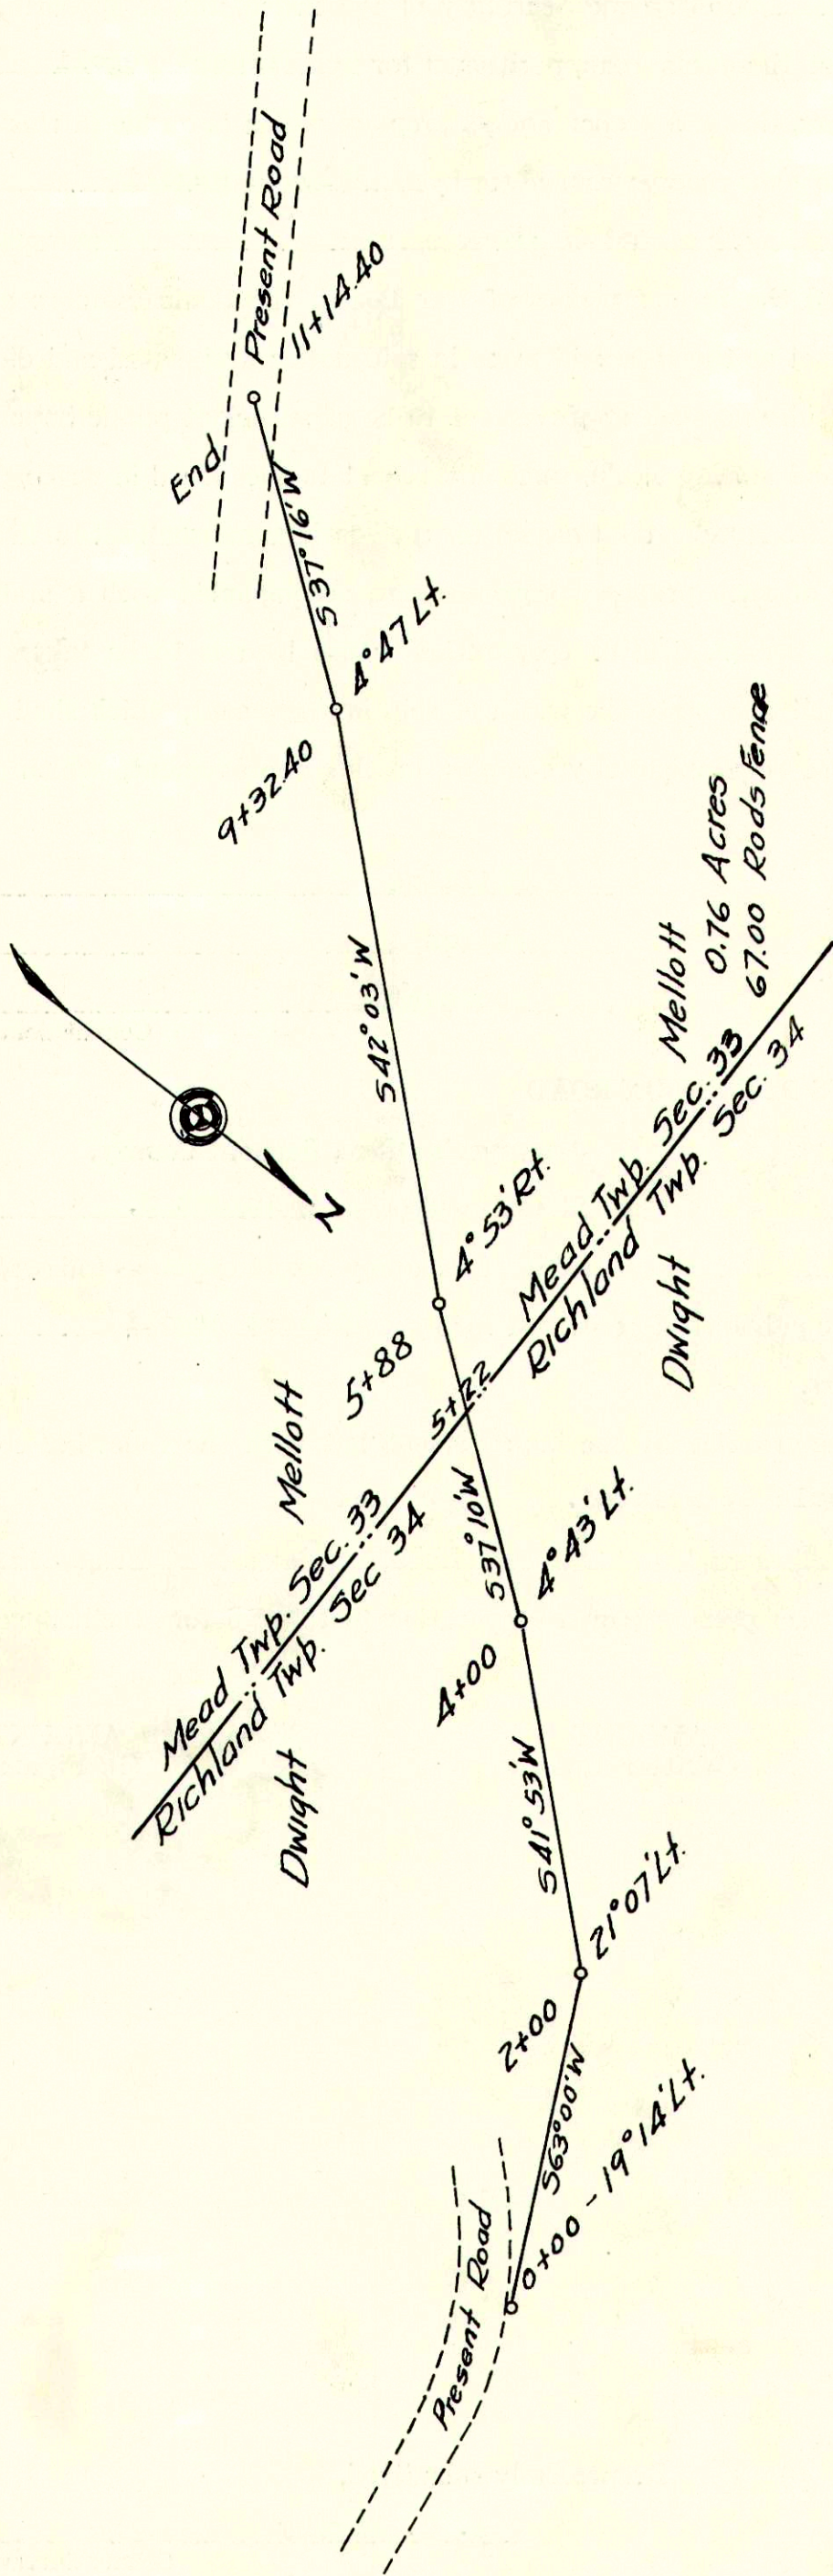 Present Road
11+14.40
End
S37°16'W
4°47 Lt.
9+32.40
S42°03'W
Mellott
0.76 Acres
67.00 Rods Fence
N
4°53' Rt.
Mead Twp. Sec. 33
Richland Twp. Sec. 34
Dwight
5+88
5+22
Mellott
S37°10'W
4°43' Lt.
4+00
Mead Twp. Sec. 33
Richland Twp. Sec 34
Dwight
S41°53'W
21°07' Lt.
2+00
S63°00'W
0+00 - 19°14' Lt.
Present Road